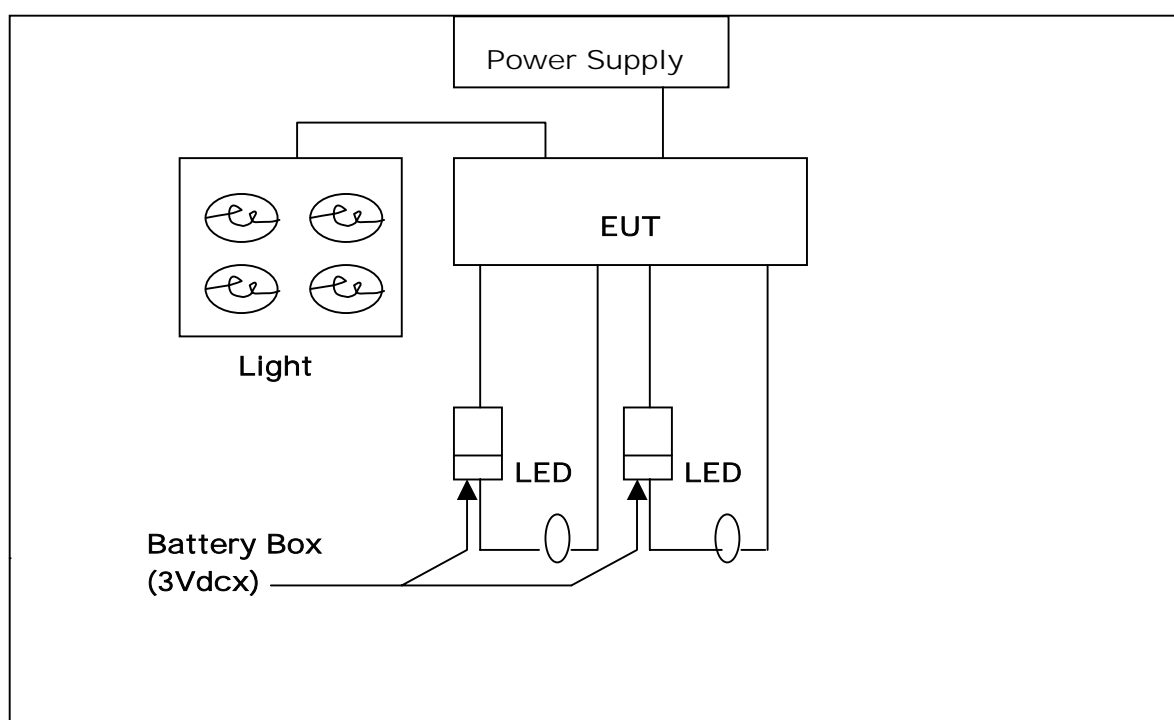 Power Supply
EUT
Light
LED
LED
Battery Box
(3Vdcx)